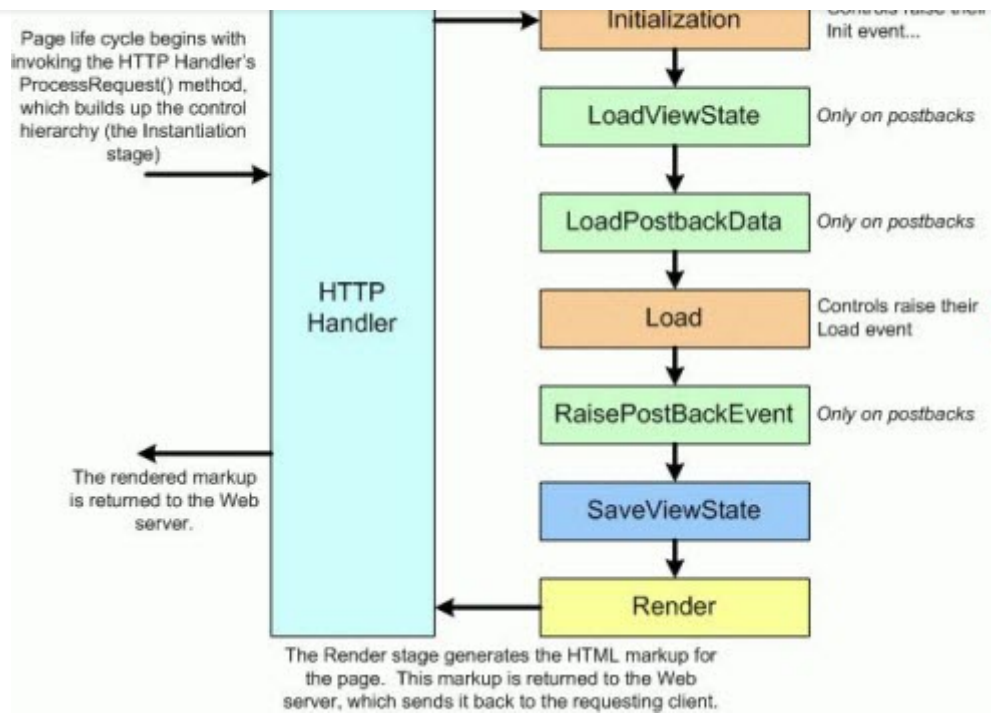 Page life cycle begins with
invoking the HTTP Handler's
ProcessRequest() method,
which builds up the control
hierarchy (the Instantiation
stage)
HTTP
Handler
The rendered markup
is returned to the Web
server.
Initialization
Controls raise their
Init event...
LoadViewState
Only on postbacks
LoadPostbackData
Only on postbacks
Load
Controls raise their
Load event
RaisePostBackEvent
Only on postbacks
SaveViewState
Render
The Render stage generates the HTML markup for
the page. This markup is returned to the Web
server, which sends it back to the requesting client.